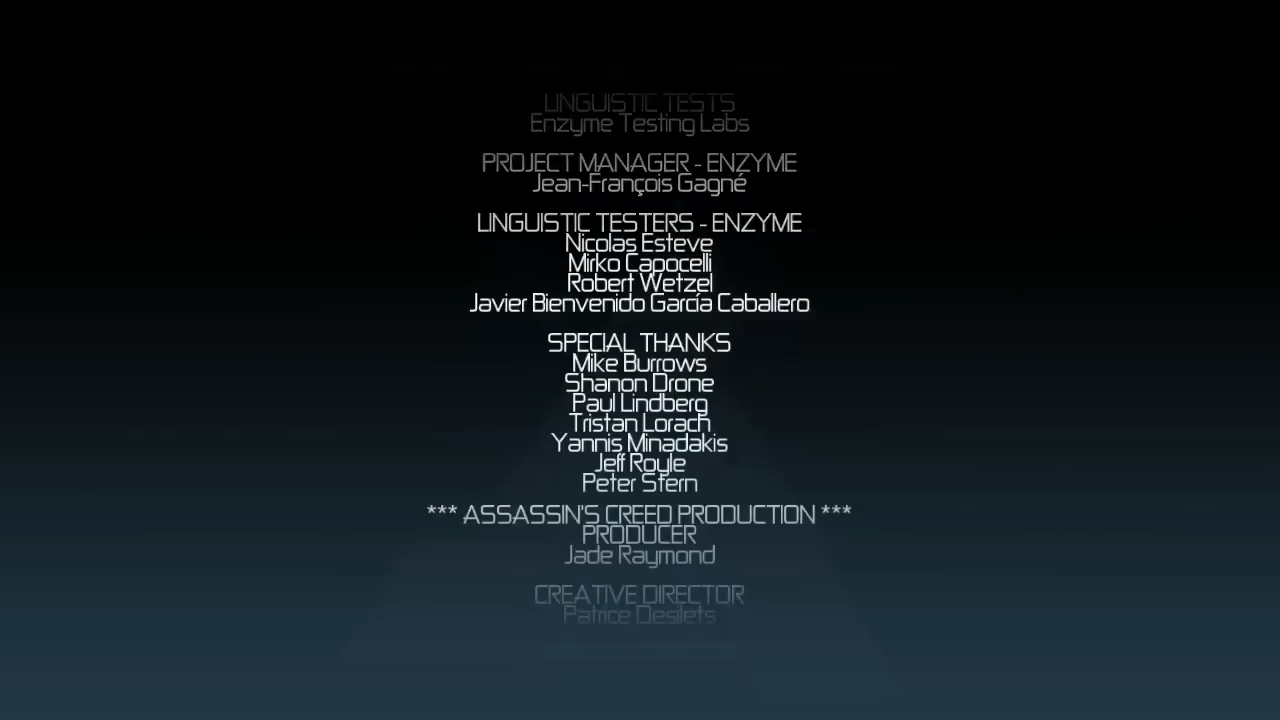 LINGUISTIC TESTS
Enzyme Testing Labs
PROJECT MANAGER - ENZYME
Jean-François Gagné
LINGUISTIC TESTERS - ENZYME
Nicolas Esteve
Mirko Capocelli
Robert Wetzel
Javier Bienvenido García Caballero
SPECIAL THANKS
Mike Burrows
Shanon Drone
Paul Lindberg
Tristan Lorach
Yannis Minadakis
Jeff Royle
Peter Stern
*** ASSASSIN'S CREED PRODUCTION ***
PRODUCER
Jade Raymond
CREATIVE DIRECTOR
Patrice Desilets